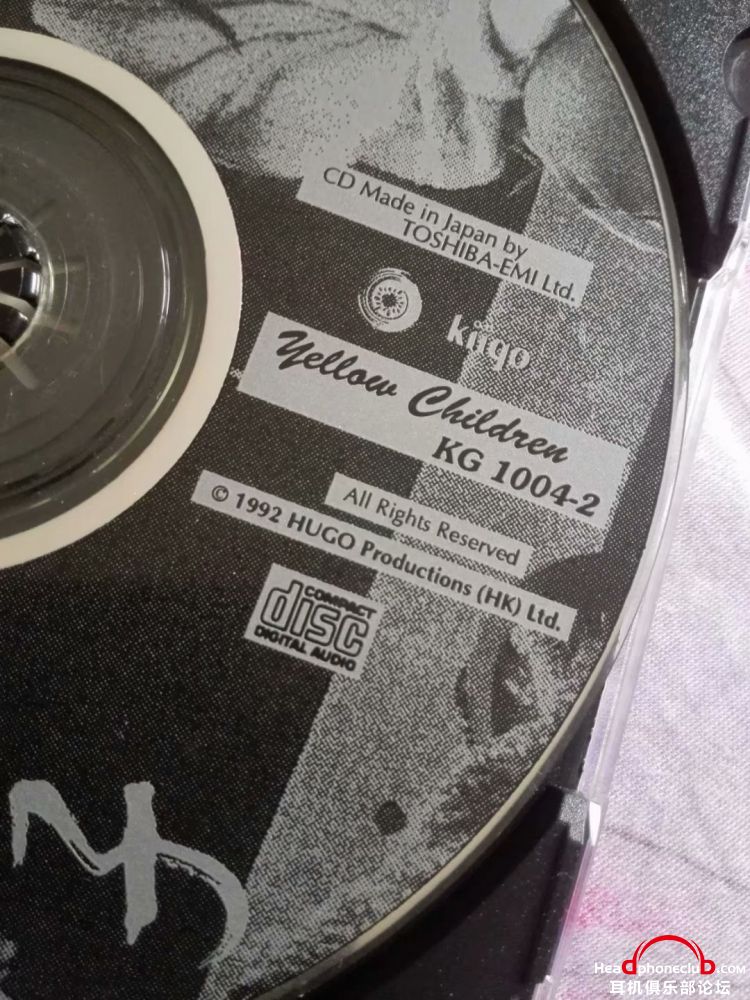 CD Made in Japan by
TOSHIBA-EMI Ltd.
kiigo
Yellow Children
KG 1004-2
All Rights Reserved
© 1992 HUGO Productions (HK) Ltd.
COMPACT
disc
DIGITAL AUDIO
Headphoneclub.com
耳机俱乐部论坛